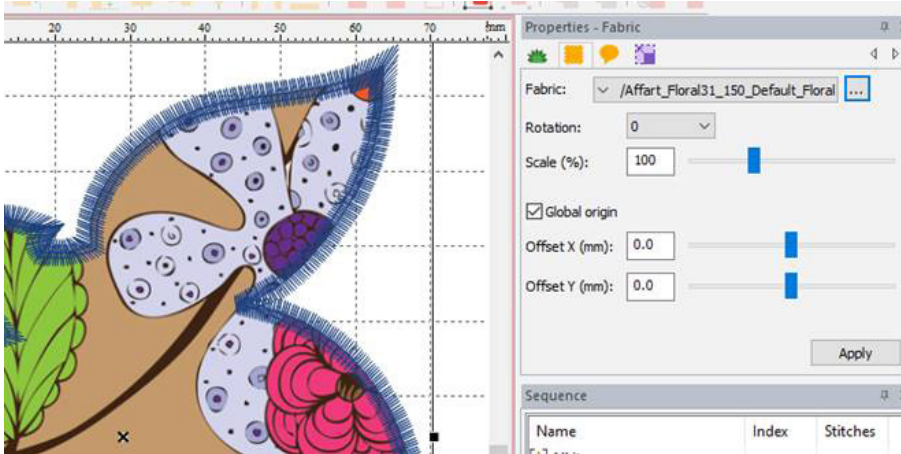 20 30 40 50 60 70 mm
Properties - Fabric
Fabric: /Affart_Floral31_150_Default_Floral ...
Rotation: 0
Scale (%): 100
Global origin
Offset X (mm): 0.0
Offset Y (mm): 0.0
Apply
Sequence
Name Index Stitches